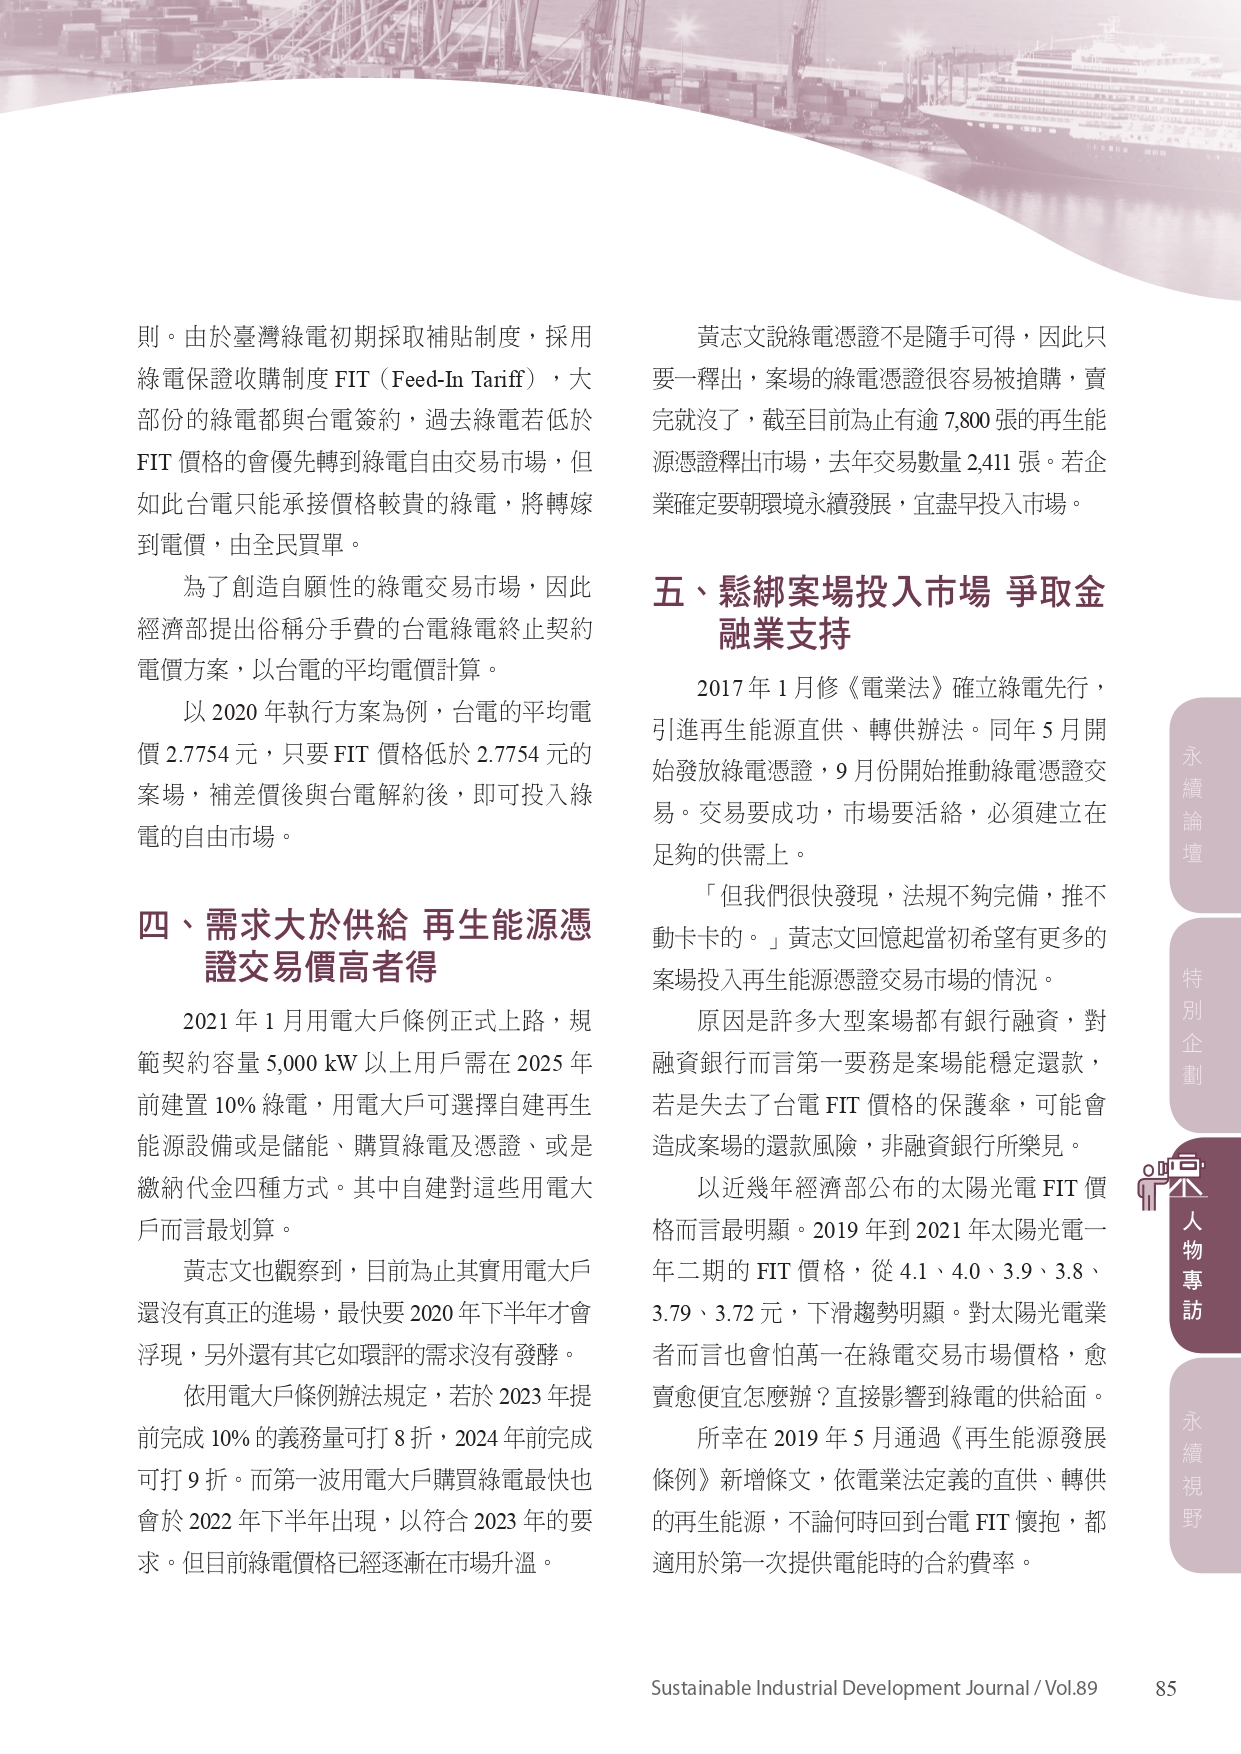 則。由於臺灣綠電初期採取補貼制度，採用
綠電保證收購制度 FIT（Feed-In Tariff），大
部份的綠電都與台電簽約，過去綠電若低於
FIT 價格的會優先轉到綠電自由交易市場，但
如此台電只能承接價格較貴的綠電，將轉嫁
到電價，由全民買單。
為了創造自願性的綠電交易市場，因此
經濟部提出俗稱分手費的台電綠電終止契約
電價方案，以台電的平均電價計算。
以 2020 年執行方案為例，台電的平均電
價 2.7754 元，只要 FIT 價格低於 2.7754 元的
案場，補差價後與台電解約後，即可投入綠
電的自由市場。
四、需求大於供給 再生能源憑
證交易價高者得
2021 年 1 月用電大戶條例正式上路，規
範契約容量 5,000 kW 以上用戶需在 2025 年
前建置 10% 綠電，用電大戶可選擇自建再生
能源設備或是儲能、購買綠電及憑證、或是
繳納代金四種方式。其中自建對這些用電大
戶而言最划算。
黃志文也觀察到，目前為止其實用電大戶
還沒有真正的進場，最快要 2020 年下半年才會
浮現，另外還有其它如環評的需求沒有發酵。
依用電大戶條例辦法規定，若於 2023 年提
前完成 10% 的義務量可打 8 折，2024 年前完成
可打 9 折。而第一波用電大戶購買綠電最快也
會於 2022 年下半年出現，以符合 2023 年的要
求。但目前綠電價格已經逐漸在市場升溫。
黃志文說綠電憑證不是隨手可得，因此只
要一釋出，案場的綠電憑證很容易被搶購，賣
完就沒了，截至目前為止有逾 7,800 張的再生能
源憑證釋出市場，去年交易數量 2,411 張。若企
業確定要朝環境永續發展，宜盡早投入市場。
五、鬆綁案場投入市場 爭取金
融業支持
2017 年 1 月修《電業法》確立綠電先行，
引進再生能源直供、轉供辦法。同年 5 月開
始發放綠電憑證，9 月份開始推動綠電憑證交
易。交易要成功，市場要活絡，必須建立在
足夠的供需上。
「但我們很快發現，法規不夠完備，推不
動卡卡的。」黃志文回憶起當初希望有更多的
案場投入再生能源憑證交易市場的情況。
原因是許多大型案場都有銀行融資，對
融資銀行而言第一要務是案場能穩定還款，
若是失去了台電 FIT 價格的保護傘，可能會
造成案場的還款風險，非融資銀行所樂見。
以近幾年經濟部公布的太陽光電 FIT 價
格而言最明顯。2019 年到 2021 年太陽光電一
年二期的 FIT 價格，從 4.1、4.0、3.9、3.8、
3.79、3.72 元，下滑趨勢明顯。對太陽光電業
者而言也會怕萬一在綠電交易市場價格，愈
賣愈便宜怎麼辦？直接影響到綠電的供給面。
所幸在 2019 年 5 月通過《再生能源發展
條例》新增條文，依電業法定義的直供、轉供
的再生能源，不論何時回到台電 FIT 懷抱，都
適用於第一次提供電能時的合約費率。
永續論壇
特別企劃
人物專訪
永續視野
Sustainable Industrial Development Journal / Vol.89
85